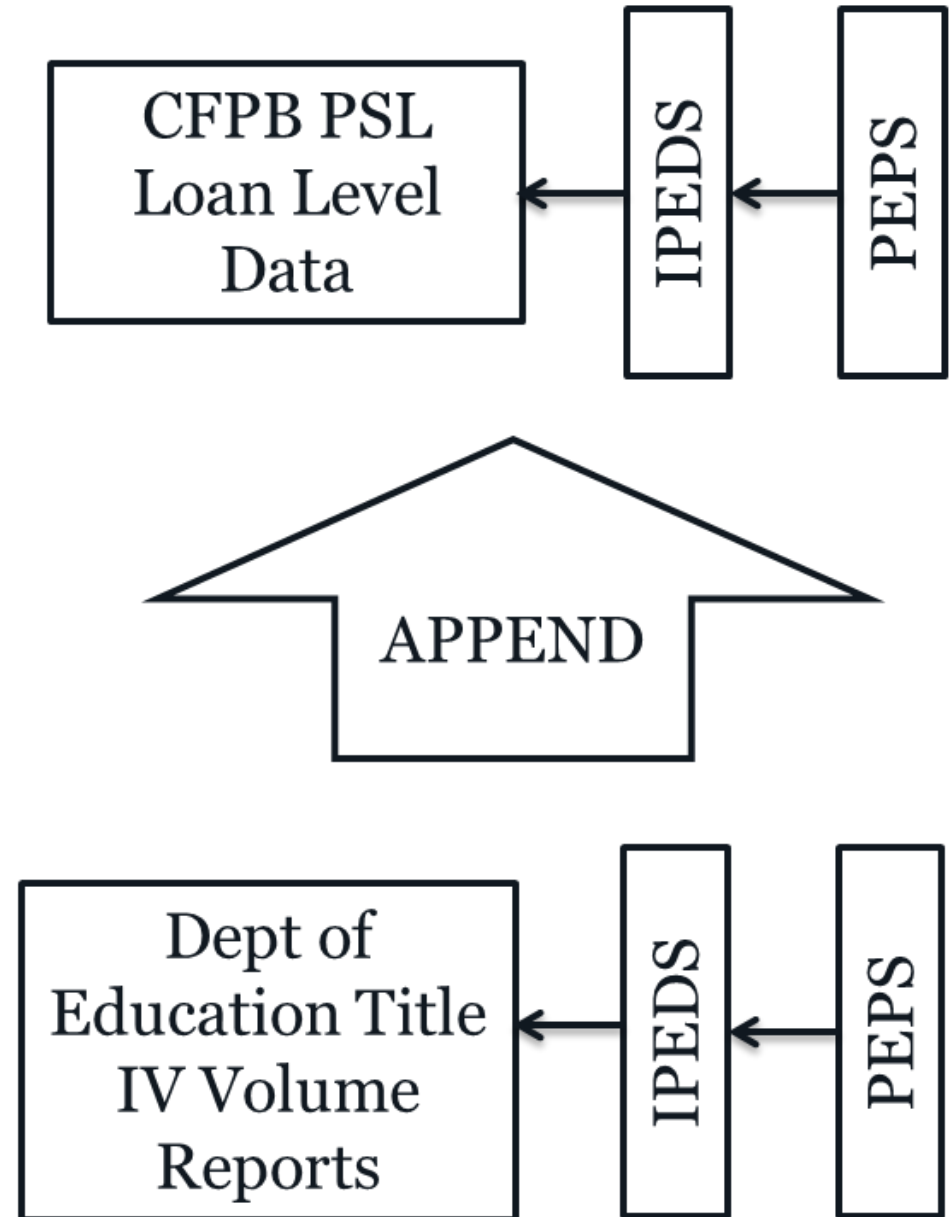 CFPB PSL
Loan Level
Data
IPEDS
PEPS
APPEND
Dept of
Education Title
IV Volume
Reports
IPEDS
PEPS